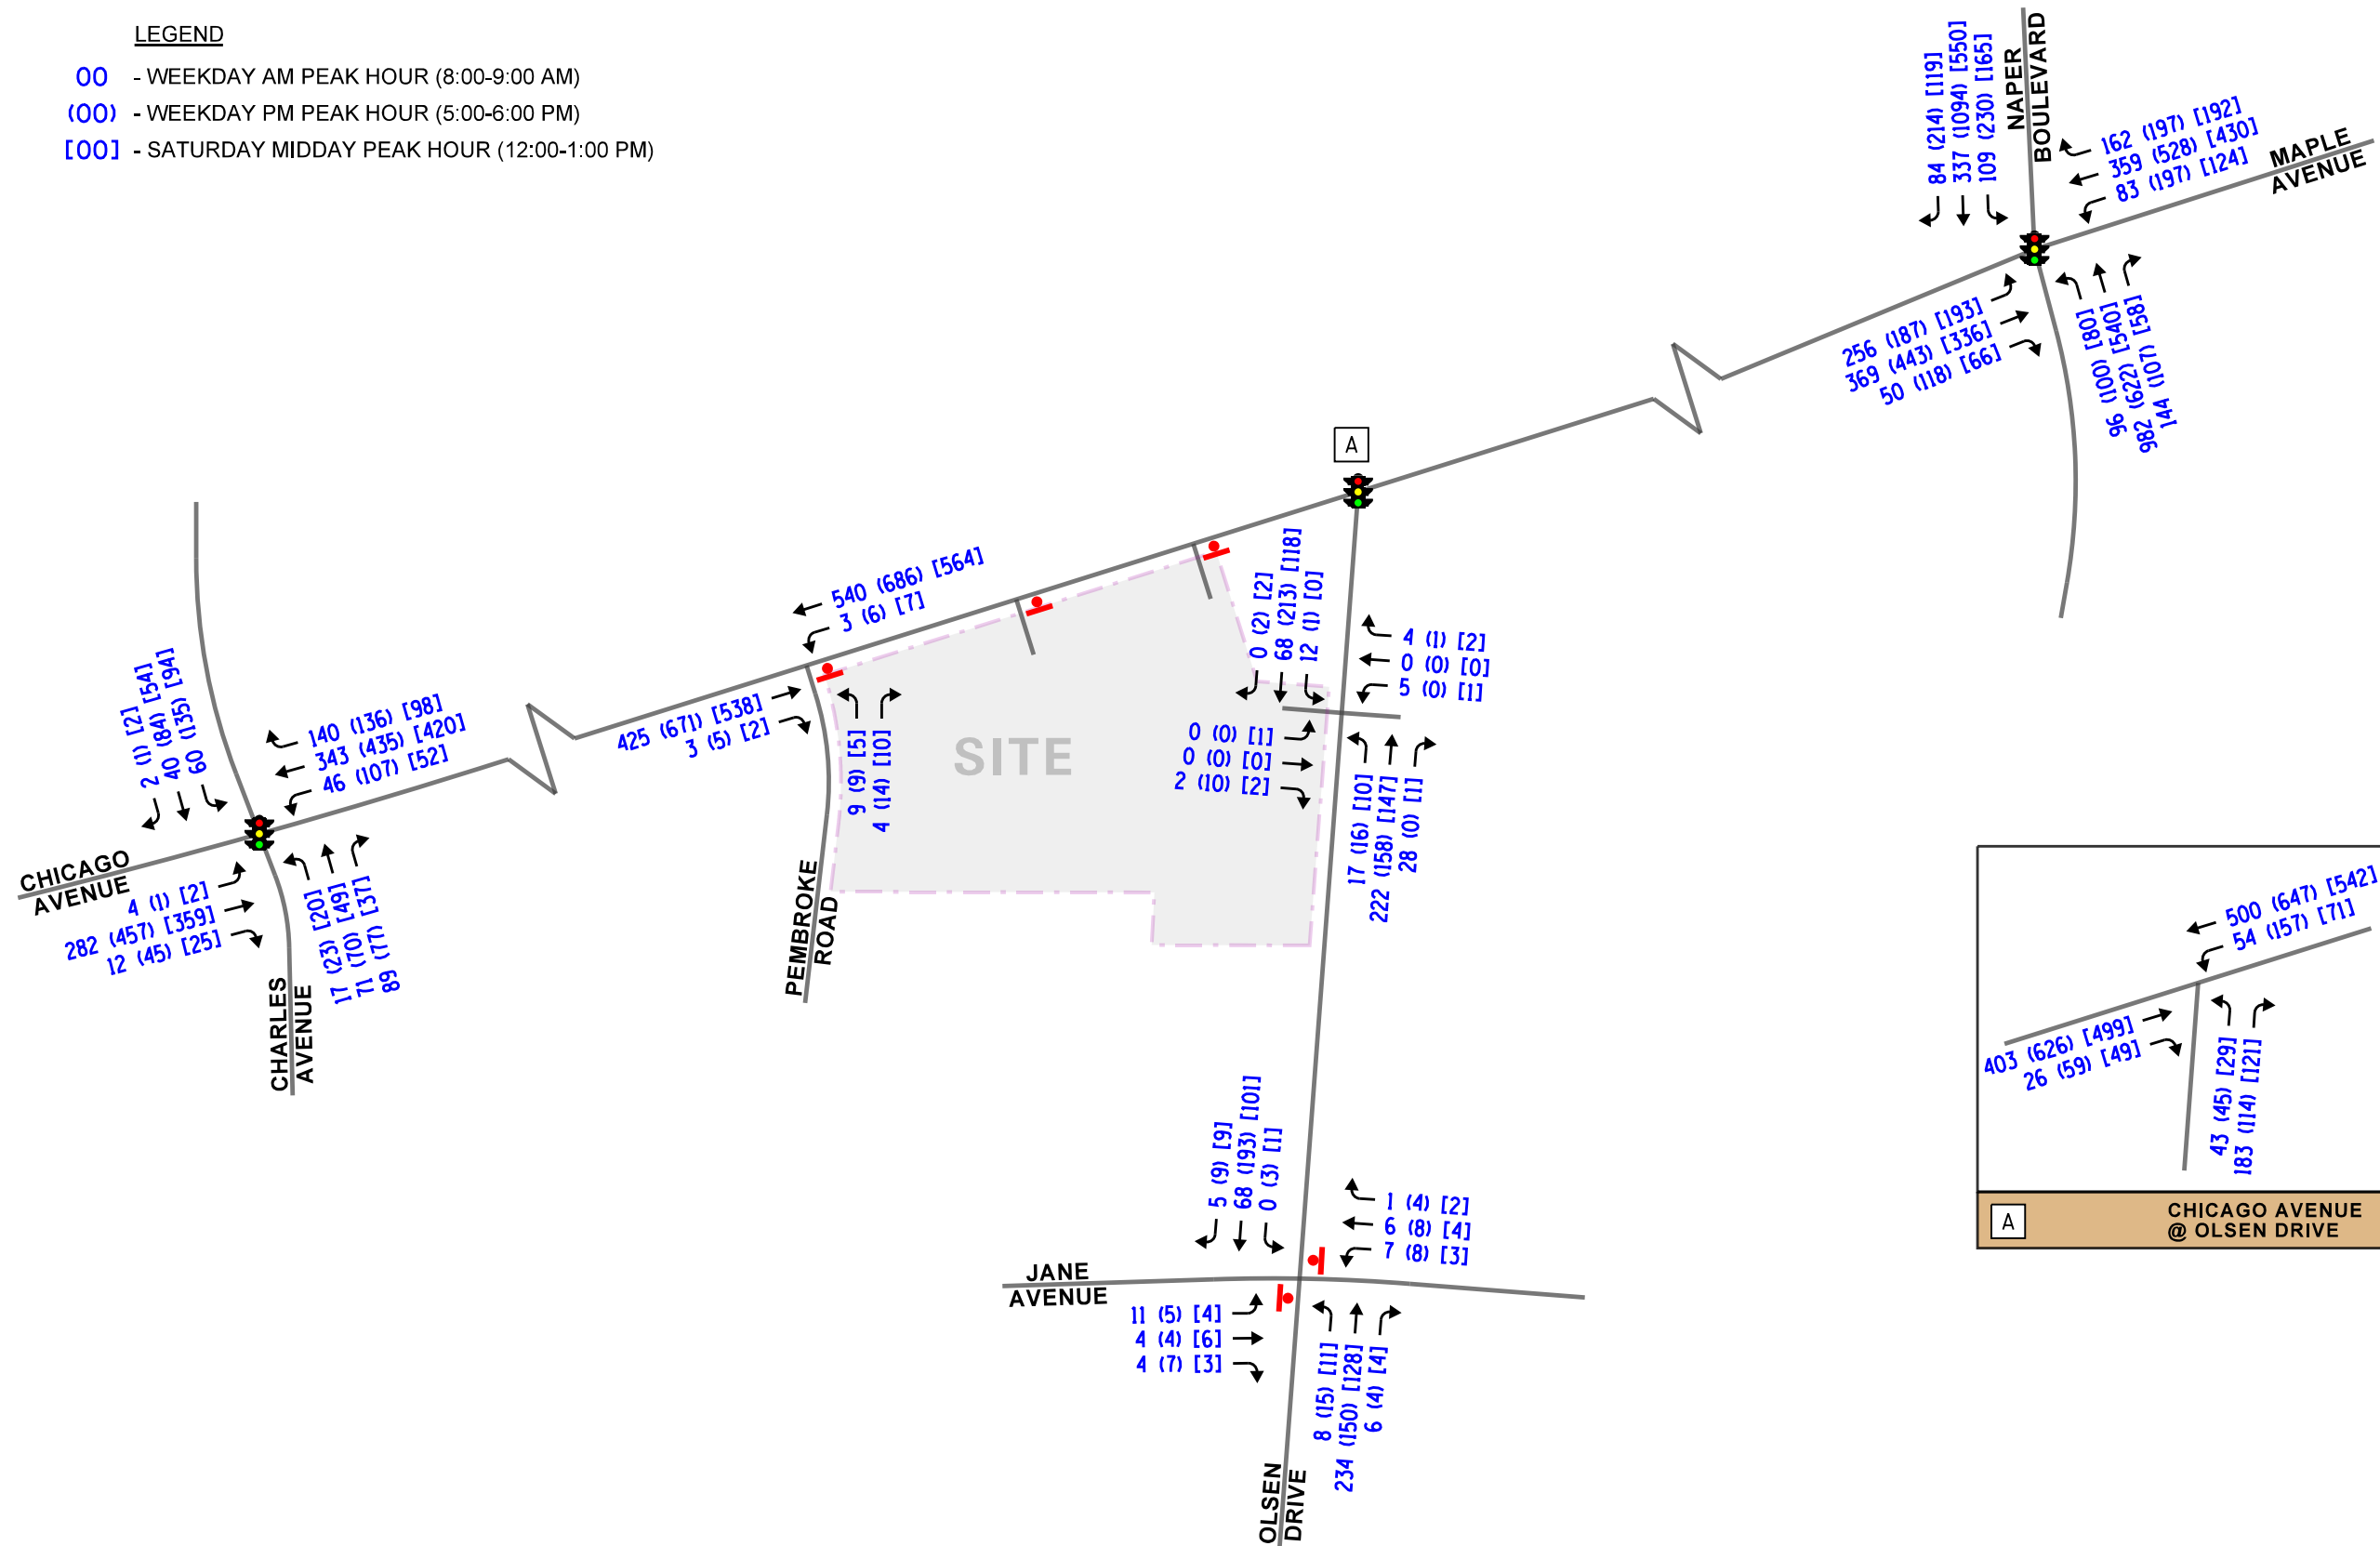 LEGEND
00 - WEEKDAY AM PEAK HOUR (8:00-9:00 AM)
(00) - WEEKDAY PM PEAK HOUR (5:00-6:00 PM)
[00] - SATURDAY MIDDAY PEAK HOUR (12:00-1:00 PM)
84 (214) [119]
337 (1094) [550]
109 (230) [165]
NAPER
BOULEVARD
162 (197) [192]
359 (528) [430]
83 (197) [124]
MAPLE
AVENUE
256 (187) [193]
369 (443) [336]
50 (118) [66]
96 (100) [80]
982 (622) [540]
144 (107) [58]
A
540 (686) [564]
3 (6) [7]
425 (671) [538]
3 (5) [2]
9 (9) [5]
4 (14) [10]
PEMBROKE
ROAD
SITE
0 (2) [2]
68 (213) [118]
12 (1) [0]
4 (1) [2]
0 (0) [0]
5 (0) [1]
0 (0) [1]
0 (0) [0]
2 (10) [2]
17 (16) [10]
222 (158) [147]
28 (0) [1]
2 (1) [2]
40 (84) [54]
60 (135) [94]
140 (136) [98]
343 (435) [420]
46 (107) [52]
CHICAGO
AVENUE
4 (1) [2]
282 (457) [359]
12 (45) [25]
17 (23) [20]
71 (70) [49]
89 (77) [37]
CHARLES
AVENUE
5 (9) [9]
68 (193) [101]
0 (3) [1]
1 (4) [2]
6 (8) [4]
7 (8) [3]
JANE
AVENUE
11 (5) [4]
4 (4) [6]
4 (7) [3]
8 (15) [11]
234 (150) [128]
6 (4) [4]
OLSEN
DRIVE
500 (647) [542]
54 (157) [71]
403 (626) [499]
26 (59) [49]
43 (45) [29]
183 (114) [121]
A
CHICAGO AVENUE
@ OLSEN DRIVE